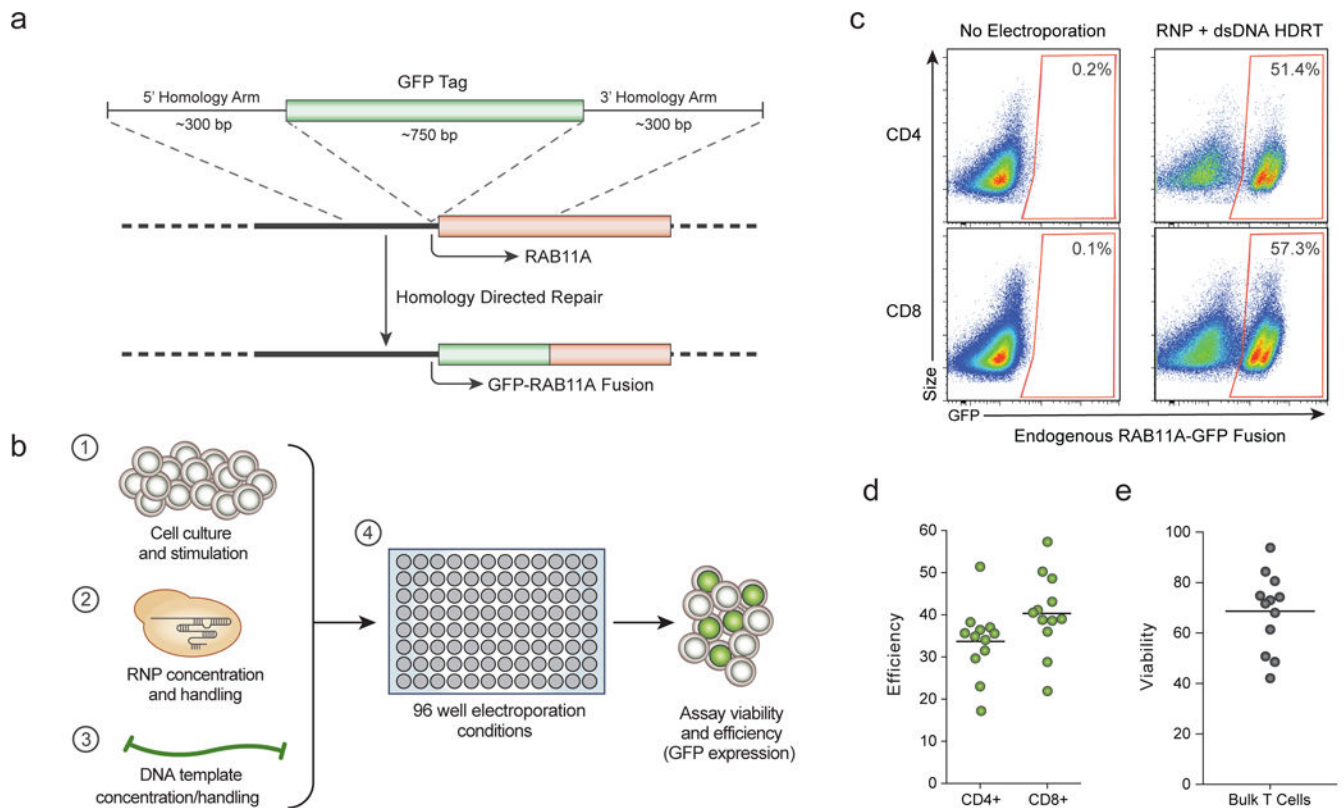 a
GFP Tag
5’ Homology Arm
3’ Homology Arm
~300 bp
~750 bp
~300 bp
RAB11A
Homology Directed Repair
GFP-RAB11A Fusion
b
1
Cell culture
and stimulation
2
RNP concentration
and handling
3
DNA template
concentration/handling
4
96 well electroporation
conditions
Assay viability
and efficiency
(GFP expression)
c
No Electroporation
RNP + dsDNA HDRT
CD4
0.2%
51.4%
CD8
0.1%
57.3%
Size
GFP
Endogenous RAB11A-GFP Fusion
d
Efficiency
60
50
40
30
20
10
0
CD4+
CD8+
e
Viability
100
80
60
40
20
0
Bulk T Cells